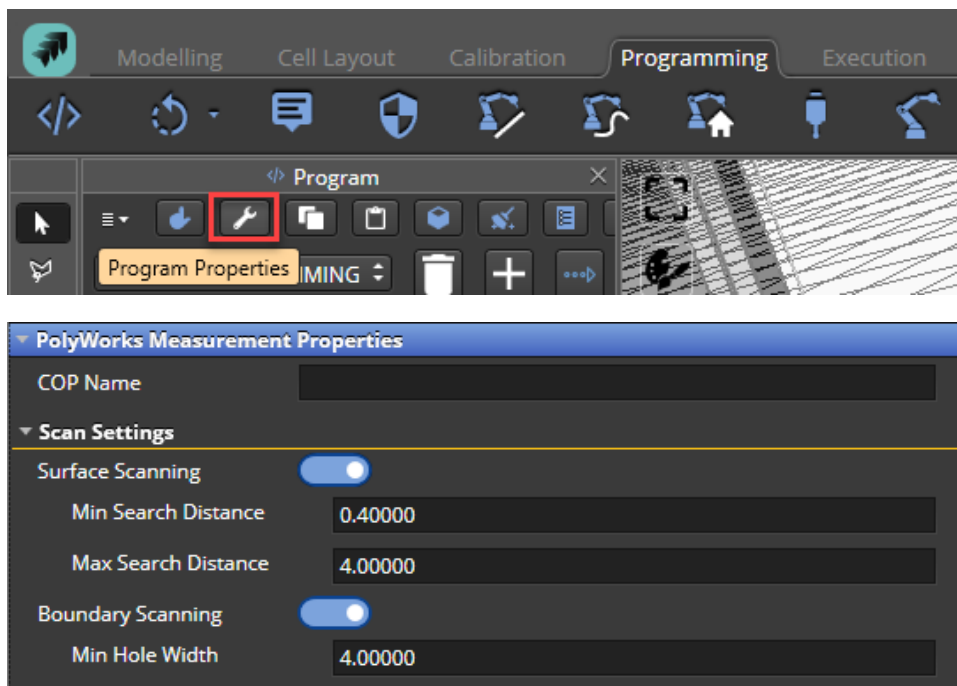 Modelling Cell Layout Calibration Programming Execution
</> Program
Program Properties
MING
PolyWorks Measurement Properties
COP Name
Scan Settings
Surface Scanning
Min Search Distance 0.40000
Max Search Distance 4.00000
Boundary Scanning
Min Hole Width 4.00000